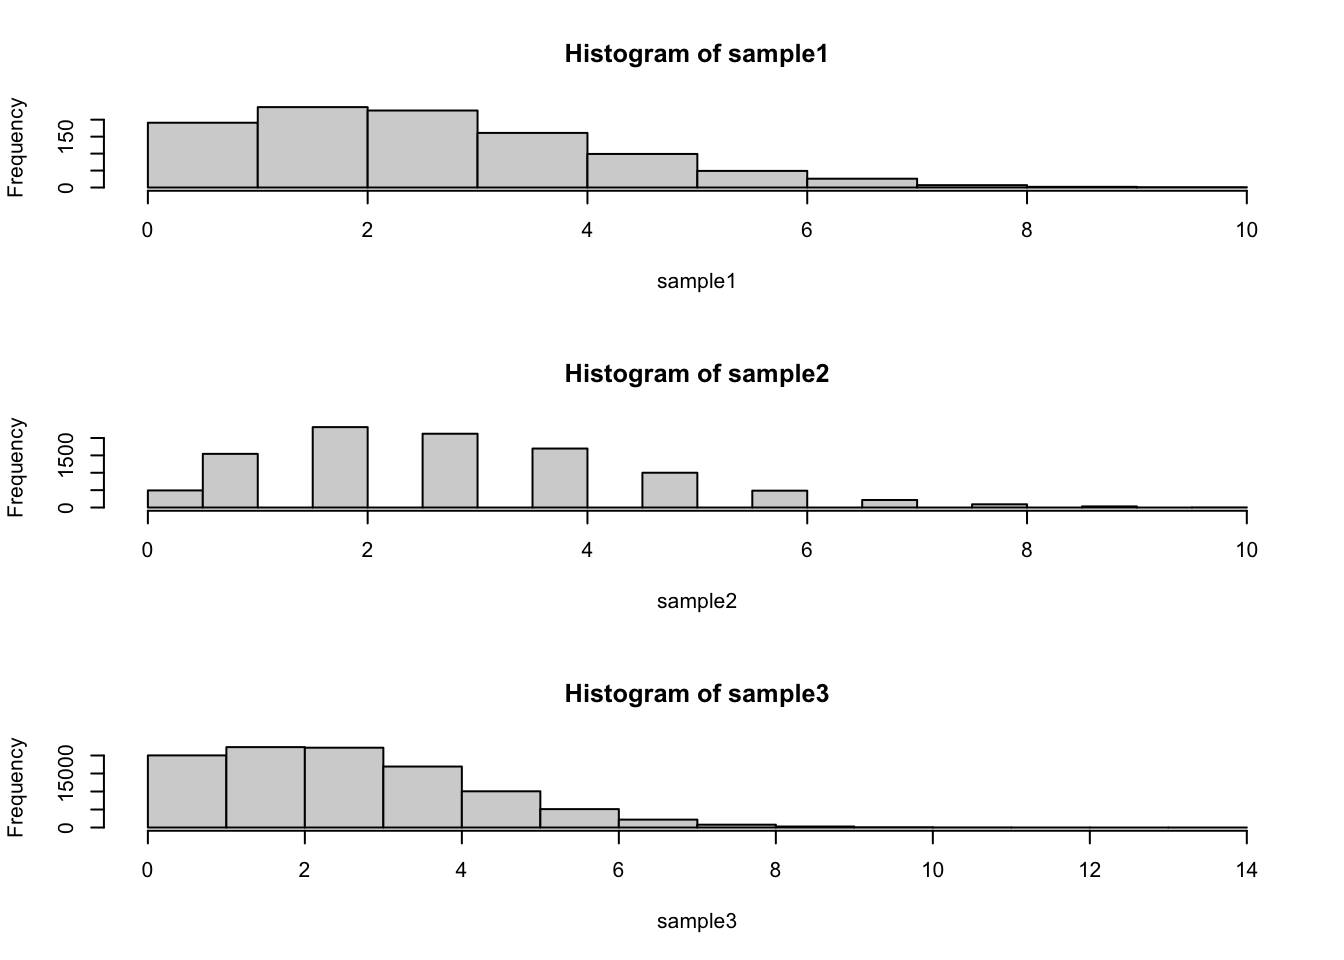 Histogram of sample1
Frequency
150
0
0 2 4 6 8 10
sample1
Histogram of sample2
Frequency
1500
0
0 2 4 6 8 10
sample2
Histogram of sample3
Frequency
15000
0
0 2 4 6 8 10 12 14
sample3